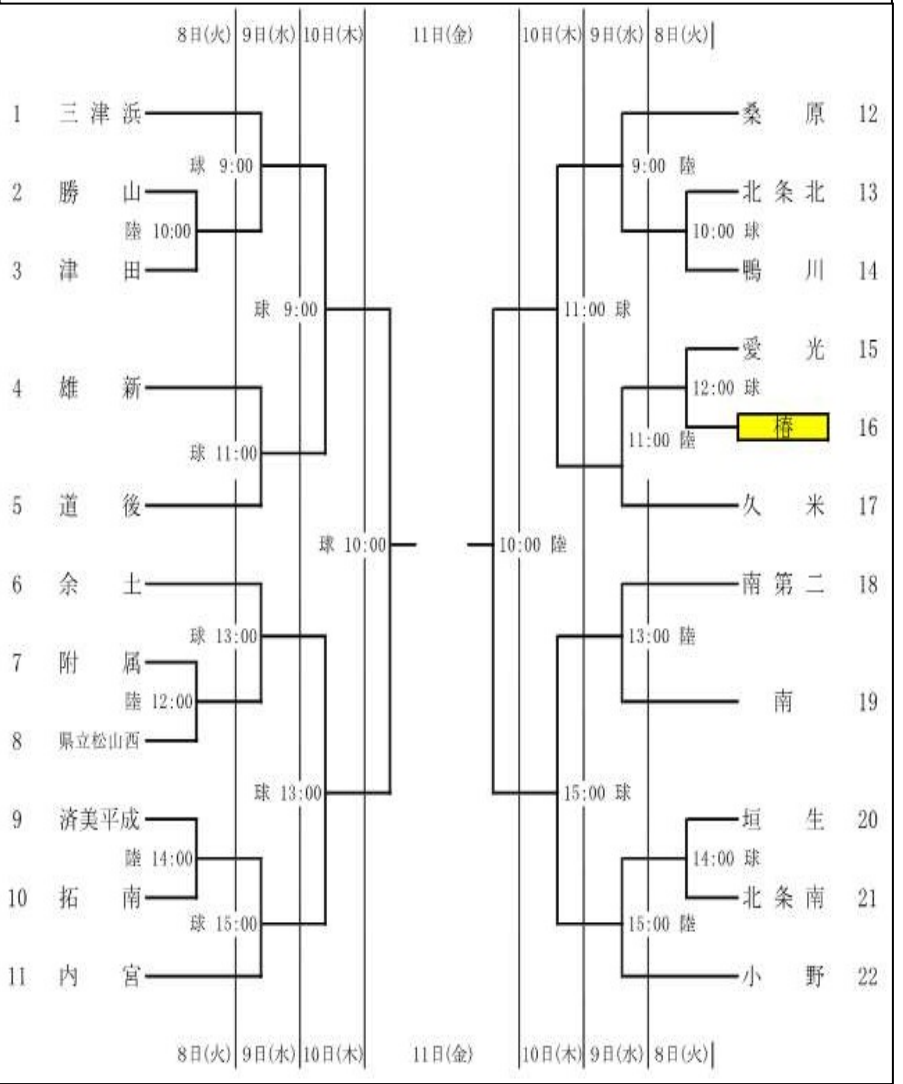 8日(火) 9日(水) 10日(木) 11日(金) 10日(木) 9日(水) 8日(火)
1 三津浜 桑原 12
球 9:00 9:00 陸
2 勝山 北条北 13
陸 10:00 10:00 球
3 津田 鴨川 14
球 9:00 11:00 球
愛光 15
4 雄新 12:00 球
椿 16
球 11:00 11:00 陸
5 道後 久米 17
球 10:00 10:00 陸
6 余土 南第二 18
球 13:00 13:00 陸
7 附属
陸 12:00 南 19
8 県立松山西
球 13:00 15:00 球
9 済美平成 垣生 20
陸 14:00 14:00 球
10 拓南 北条南 21
球 15:00 15:00 陸
11 内宮 小野 22
8日(火) 9日(水) 10日(木) 11日(金) 10日(木) 9日(水) 8日(火)